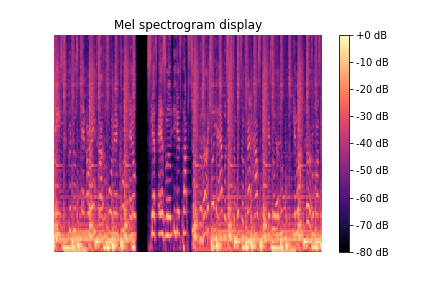 Mel spectrogram display
+0 dB
-10 dB
-20 dB
-30 dB
-40 dB
-50 dB
-60 dB
-70 dB
-80 dB